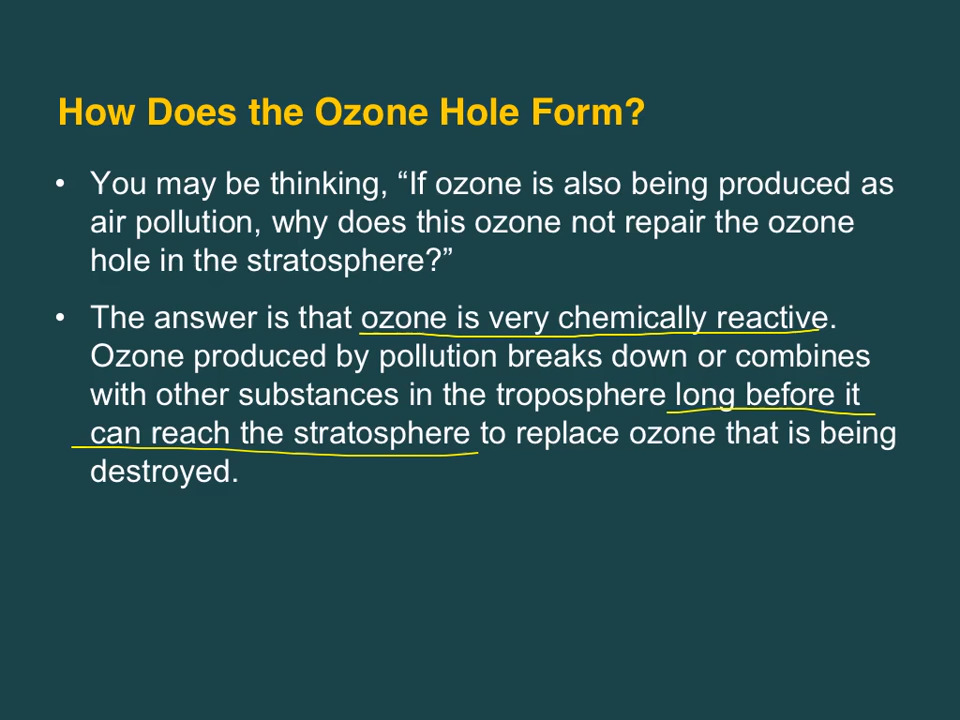 How Does the Ozone Hole Form?
• You may be thinking, “If ozone is also being produced as
air pollution, why does this ozone not repair the ozone
hole in the stratosphere?”
• The answer is that ozone is very chemically reactive.
Ozone produced by pollution breaks down or combines
with other substances in the troposphere long before it
can reach the stratosphere to replace ozone that is being
destroyed.